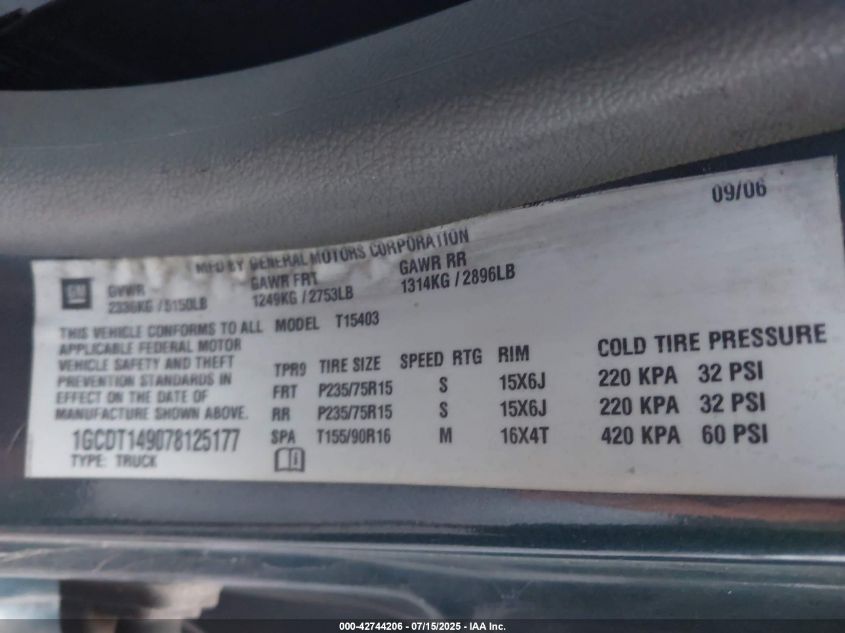 09/06
MFD BY GENERAL MOTORS CORPORATION
GM
GVWR GAWR FRT GAWR RR
2336KG / 5150LB 1249KG / 2753LB 1314KG / 2896LB
THIS VEHICLE CONFORMS TO ALL MODEL T15403
APPLICABLE FEDERAL MOTOR
VEHICLE SAFETY AND THEFT
PREVENTION STANDARDS IN
EFFECT ON THE DATE OF
MANUFACTURE SHOWN ABOVE.
1GCDT149078125177
TYPE: TRUCK
TPR9 TIRE SIZE SPEED RTG RIM COLD TIRE PRESSURE
FRT P235/75R15 S 15X6J 220 KPA 32 PSI
RR P235/75R15 S 15X6J 220 KPA 32 PSI
SPA T155/90R16 M 16X4T 420 KPA 60 PSI
000-42744206 - 07/15/2025 - IAA Inc.